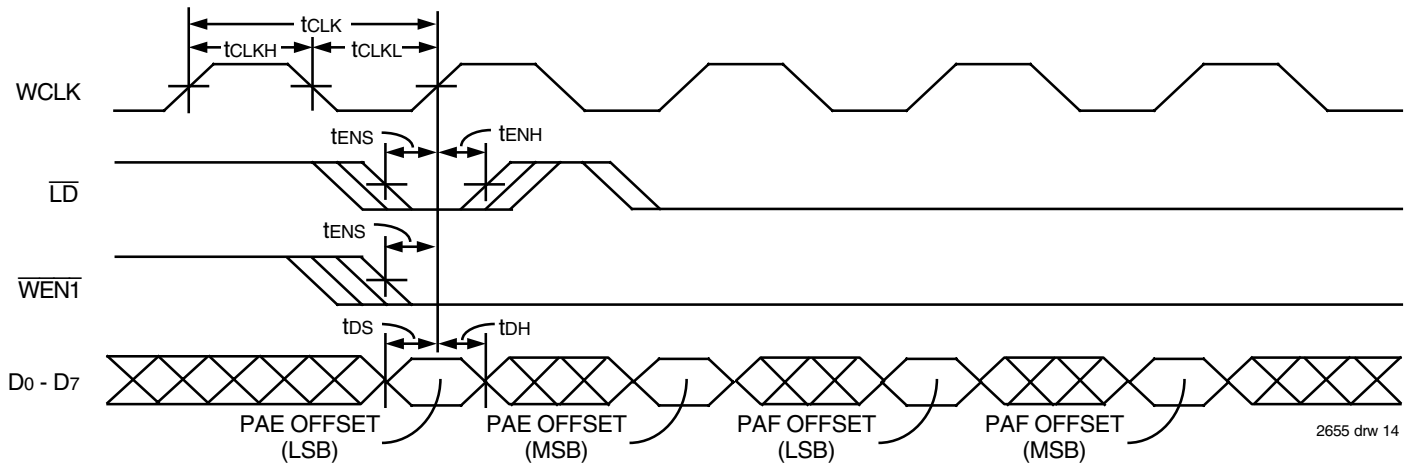 tCLK
tCLKH tCLKL
WCLK
tENS tENH
LD
tENS
WEN1
tDS tDH
D0 - D7
PAE OFFSET PAE OFFSET PAF OFFSET PAF OFFSET
(LSB) (MSB) (LSB) (MSB)
2655 drw 14